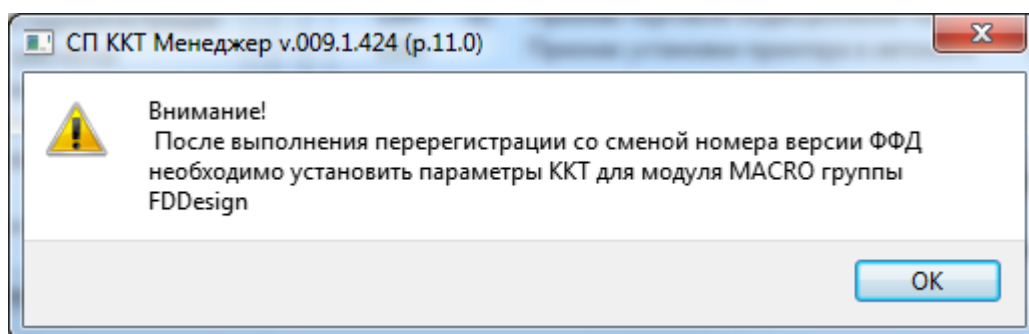 СП ККТ Менеджер v.009.1.424 (p.11.0)
Внимание!
После выполнения перерегистрации со сменой номера версии ФФД
необходимо установить параметры ККТ для модуля MACRO группы
FDDesign
OK